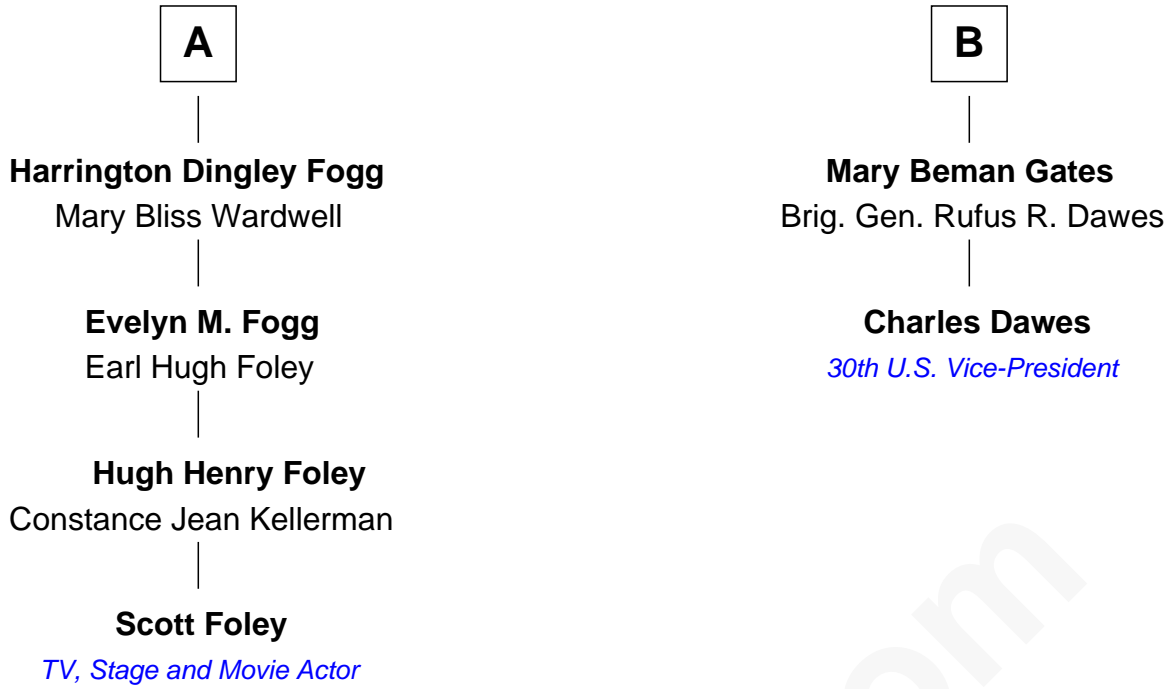 A
Harrington Dingley Fogg
Mary Bliss Wardwell
Evelyn M. Fogg
Earl Hugh Foley
Hugh Henry Foley
Constance Jean Kellerman
Scott Foley
TV, Stage and Movie Actor
B
Mary Beman Gates
Brig. Gen. Rufus R. Dawes
Charles Dawes
30th U.S. Vice-President
om